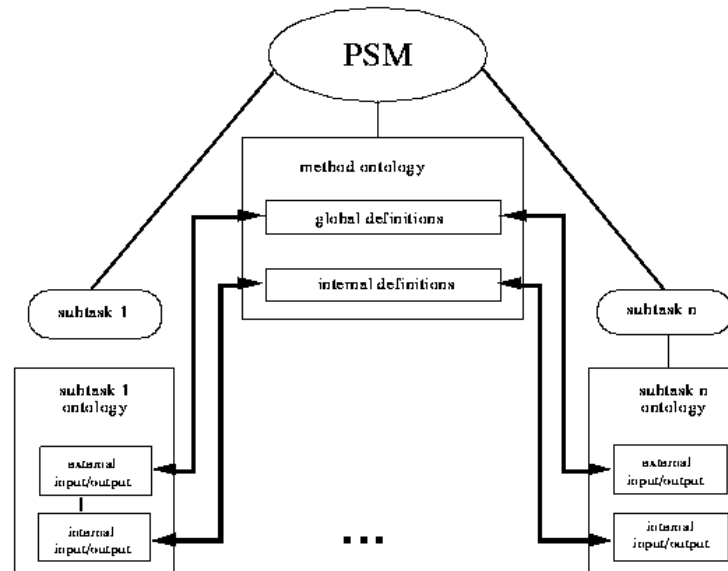 PSM
method ontology
global definitions
internal definitions
subtask 1
subtask n
subtask 1
ontology
external
input/output
internal
input/output
subtask n
ontology
external
input/output
internal
input/output
...